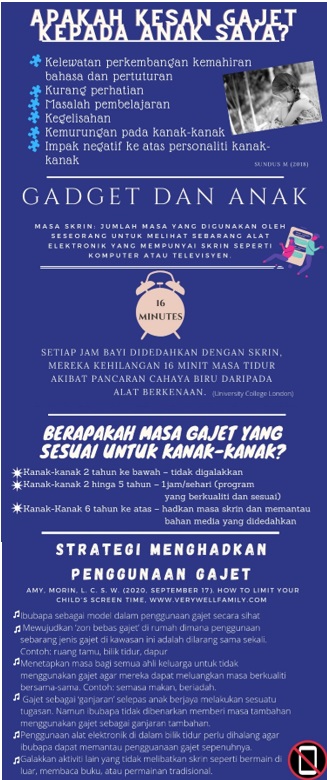 APAKAH KESAN GAJET
KEPADA ANAK SAYA?
Kelewatan perkembangan kemahiran
bahasa dan pertuturan
Kurang perhatian
Masalah pembelajaran
Kegelisahan
Kemurungan pada kanak-kanak
Impak negatif ke atas personaliti kanak-
kanak
SUNDUS M (2018)
GADGET DAN ANAK
MASA SKRIN: JUMLAH MASA YANG DIGUNAKAN OLEH
SESEORANG UNTUK MELIHAT SEBARANG ALAT
ELEKTRONIK YANG MEMPUNYAI SKRIN SEPERTI
KOMPUTER ATAU TELEVISYEN.
16
MINUTES
SETIAP JAM BAYI DIDEDAHKAN DENGAN SKRIN,
MEREKA KEHILANGAN 16 MINIT MASA TIDUR
AKIBAT PANCARAN CAHAYA BIRU DARIPADA
ALAT BERKENAAN. (University College London)
BERAPAKAH MASA GAJET YANG
SESUAI UNTUK KANAK-KANAK?
Kanak-kanak 2 tahun ke bawah – tidak digalakkan
Kanak-kanak 2 hinga 5 tahun - 1jam/sehari (program
yang berkualiti dan sesuai)
Kanak-Kanak 6 tahun ke atas – hadkan masa skrin dan memantau
bahan media yang didedahkan
STRATEGI MENGHADKAN
PENGGUNAAN GAJET
AMY, MORIN, L. C. S. W. (2020, SEPTEMBER 17). HOW TO LIMIT YOUR
CHILD'S SCREEN TIME, WWW.VERYWELLFAMILY.COM
Ibubapa sebagai model dalam penggunaan gajet secara sihat
Mewujudkan 'zon bebas gajet' di rumah dimana penggunaan
sebarang jenis gajet di kawasan ini adalah dilarang sama sekali.
Contoh: ruang tamu, bilik tidur, dapur
Menetapkan masa bagi semua ahli keluarga untuk tidak
menggunakan gajet agar mereka dapat meluangkan masa berkualiti
bersama-sama. Contoh: semasa makan, beriadah.
Gajet sebagai 'ganjaran' selepas anak berjaya melakukan sesuatu
tugasan. Namun ibubapa tidak dibenarkan memberi masa tambahan
menggunakan gajet sebagai ganjaran tambahan.
Penggunaan alat elektronik di dalam bilik tidur perlu dihalang agar
ibubapa dapat memantau penggunaan gajet sepenuhnya.
Galakkan aktiviti lain yang tidak melibatkan skrin seperti bermain di
luar, membaca buku, atau permainan tradisional.